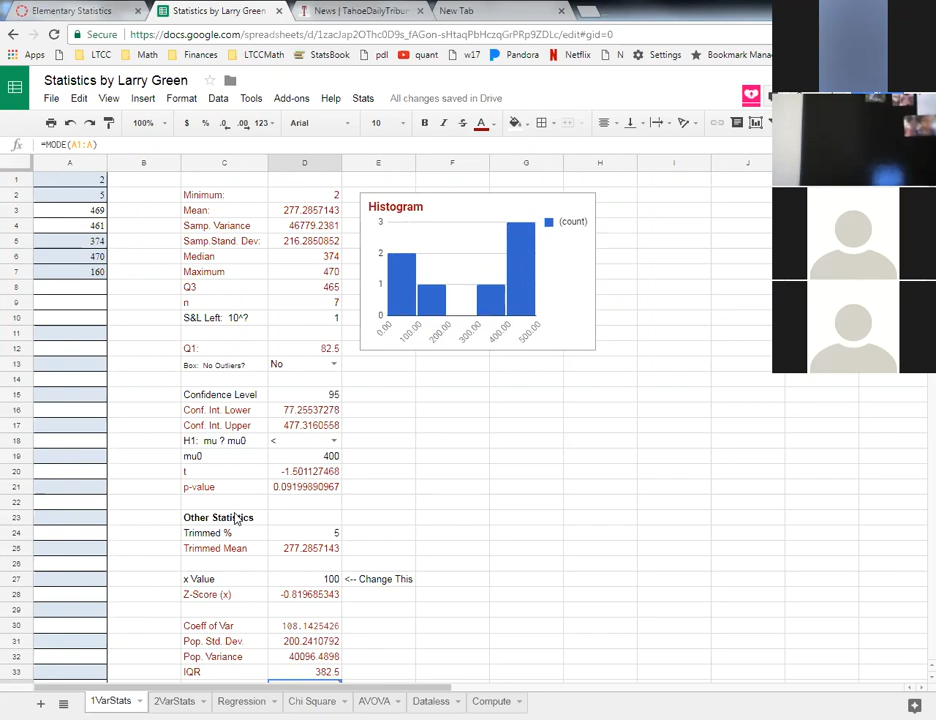 Elementary Statistics
Statistics by Larry Green
News | TahoeDailyTribun
New Tab
Secure
https://docs.google.com/spreadsheets/d/1zacJap2OThc0D9s_fAGon-sHtaqPbHczqGrPRp9ZDLc/edit#gid=0
Apps LTCC Math Finances LTCCMath StatsBook pdl quant w17 Pandora Netflix N Settings Bookmark Mana
Statistics by Larry Green
File Edit View Insert Format Data Tools Add-ons Help Stats All changes saved in Drive
100% $ % .0 .00 123 Arial 10 B I S A
fx =MODE(A1:A)
A B C D E F G H I J
1 2
2 5 Minimum: 2
3 469 Mean: 277.2857143
4 461 Samp. Variance 46779.2381
5 374 Samp.Stand. Dev: 216.2850852
6 470 Median 374
7 160 Maximum 470
8 Q3 465
9 n 7
10 S&L Left: 10^? 1
11
12 Q1: 82.5
13 Box: No Outliers? No
14
15 Confidence Level 95
16 Conf. Int. Lower 77.25537278
17 Conf. Int. Upper 477.3160558
18 H1: mu ? mu0 <
19 mu0 400
20 t -1.501127468
21 p-value 0.09199890967
22
23 Other Statistics
24 Trimmed % 5
25 Trimmed Mean 277.2857143
26
27 x Value 100 <-- Change This
28 Z-Score (x) -0.819685343
29
30 Coeff of Var 108.1425426
31 Pop. Std. Dev. 200.2410792
32 Pop. Variance 40096.4898
33 IQR 382.5
Histogram
(count)
3
2
1
0
0.00 100.00 200.00 300.00 400.00 500.00
1VarStats 2VarStats Regression Chi Square AVOVA Dataless Compute